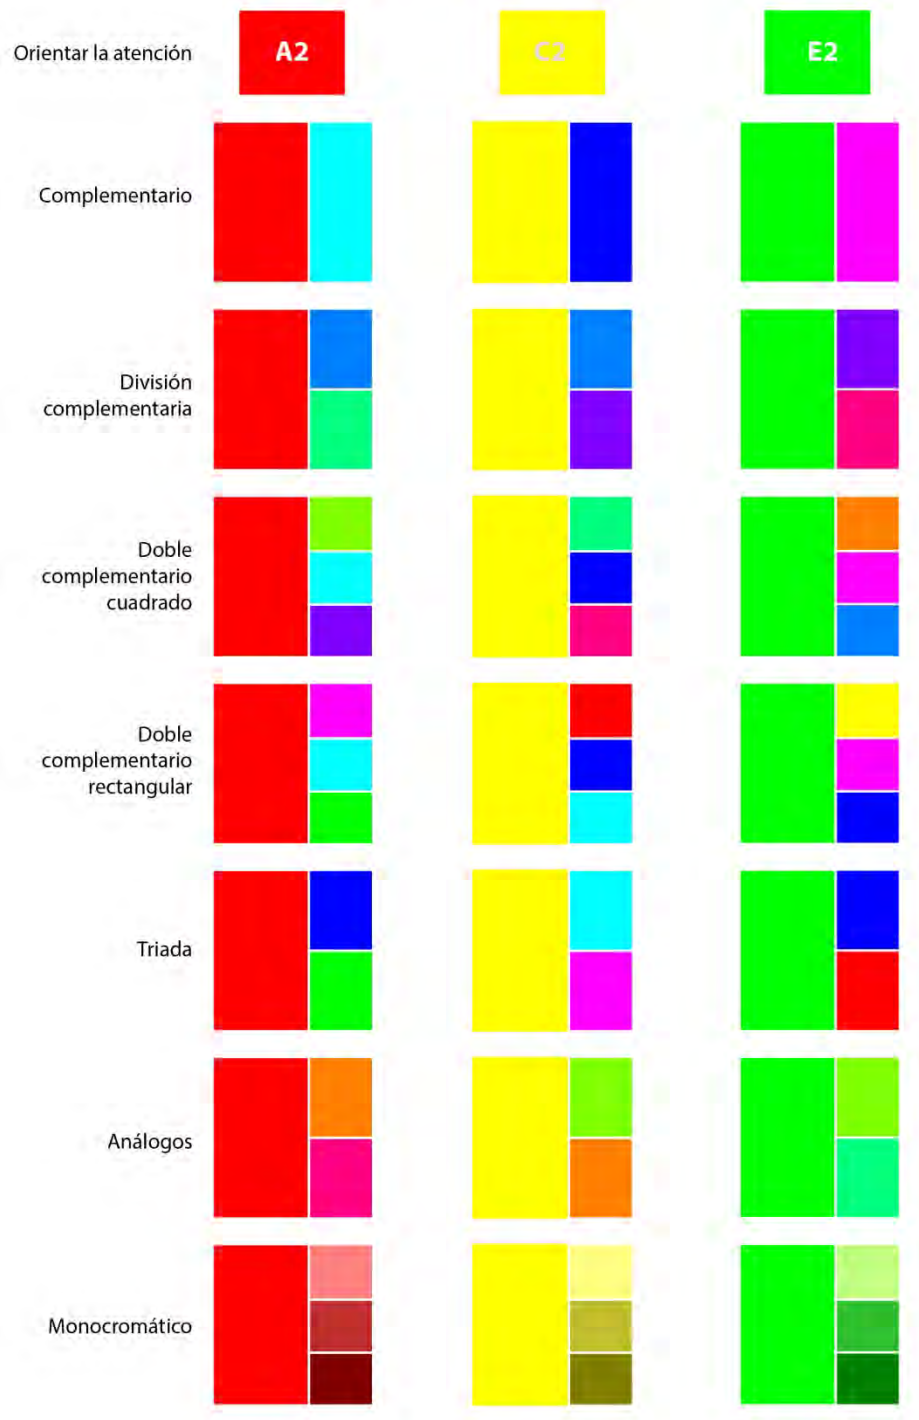 Orientar la atención
A2
C2
E2
Complementario
División
complementaria
Doble
complementario
cuadrado
Doble
complementario
rectangular
Triada
Análogos
Monocromático